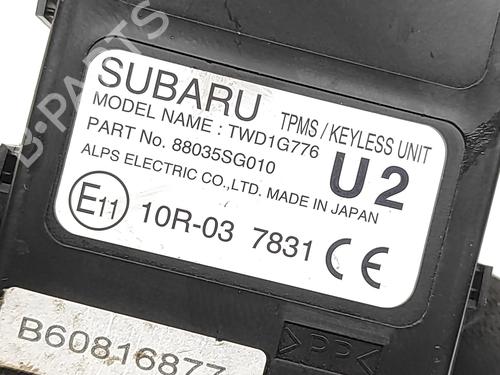 B-PARTS
SUBARU TPMS / KEYLESS UNIT
MODEL NAME : TWD1G776
PART No. 88035SG010 U2
ALPS ELECTRIC CO., LTD. MADE IN JAPAN
E11 10R-03 7831 CE
B60816877
>PP<